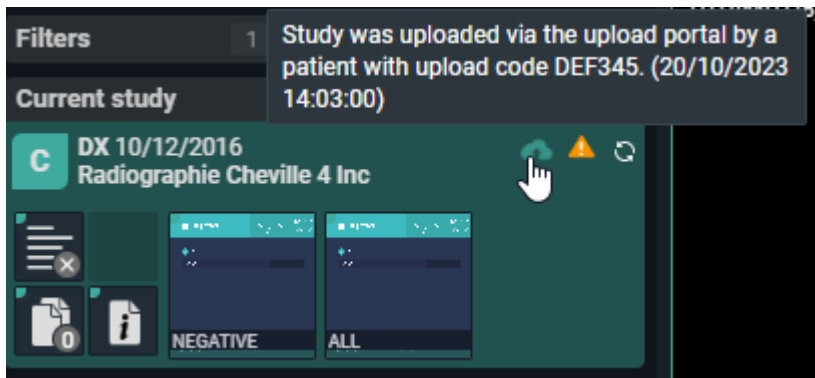 Filters
1
Study was uploaded via the upload portal by a
patient with upload code DEF345. (20/10/2023
14:03:00)
Current study
C
DX 10/12/2016
Radiographie Cheville 4 Inc
0
i
NEGATIVE
ALL